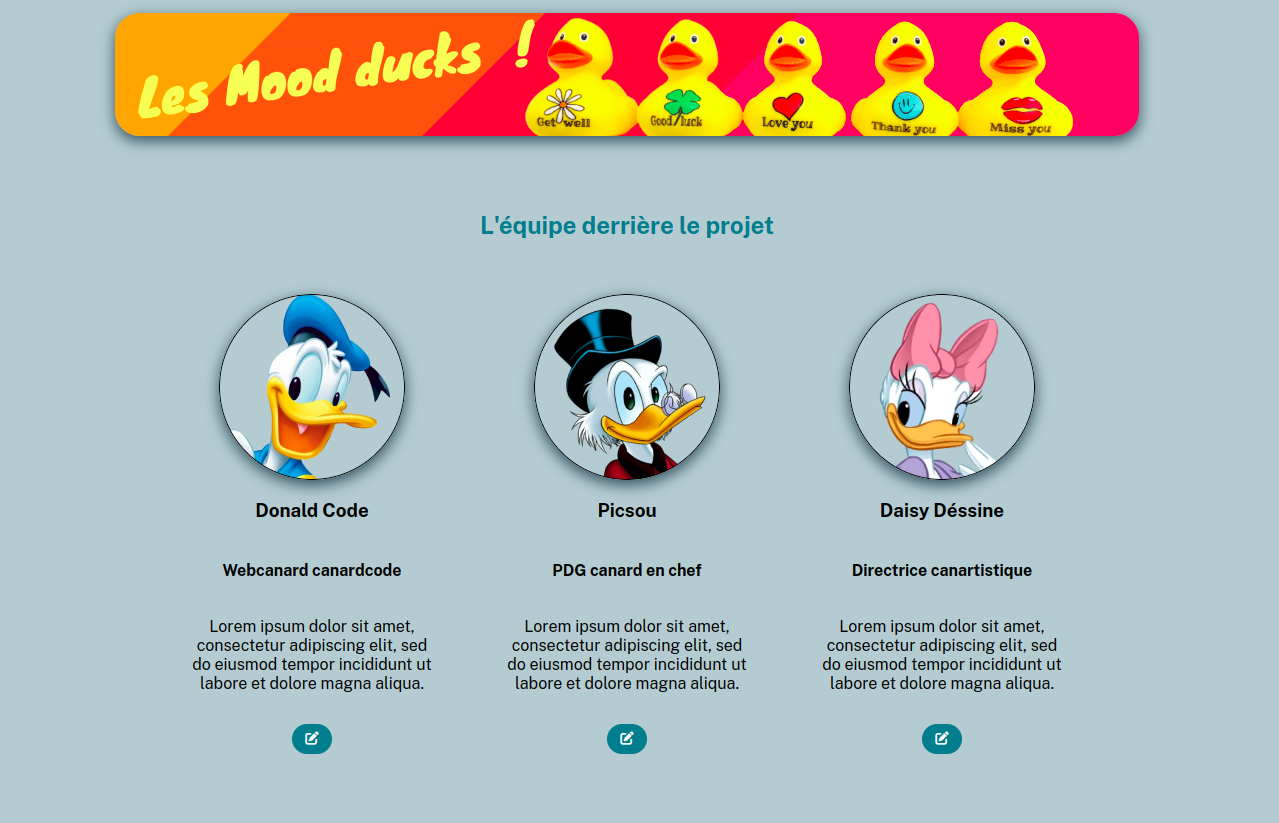 Les Mood ducks !
Get well
Good luck
Love you
Thank you
Miss you
L'équipe derrière le projet
Donald Code
Picsou
Daisy Déssine
Webcanard canardcode
PDG canard en chef
Directrice canartistique
Lorem ipsum dolor sit amet,
consectetur adipiscing elit, sed
do eiusmod tempor incididunt ut
labore et dolore magna aliqua.
Lorem ipsum dolor sit amet,
consectetur adipiscing elit, sed
do eiusmod tempor incididunt ut
labore et dolore magna aliqua.
Lorem ipsum dolor sit amet,
consectetur adipiscing elit, sed
do eiusmod tempor incididunt ut
labore et dolore magna aliqua.